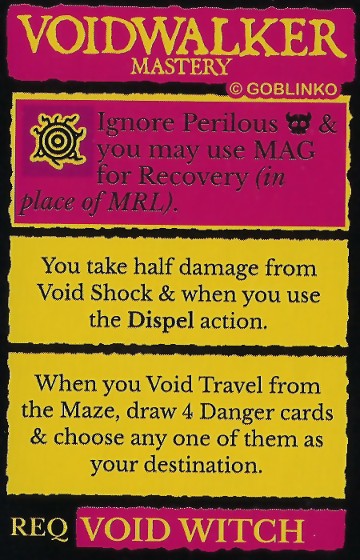 VOIDWALKER
MASTERY
© GOBLINKO
Ignore Perilous &
you may use MAG
for Recovery (in
place of MRL).
You take half damage from
Void Shock & when you use
the Dispel action.
When you Void Travel from
the Maze, draw 4 Danger cards
& choose any one of them as
your destination.
REQ VOID WITCH